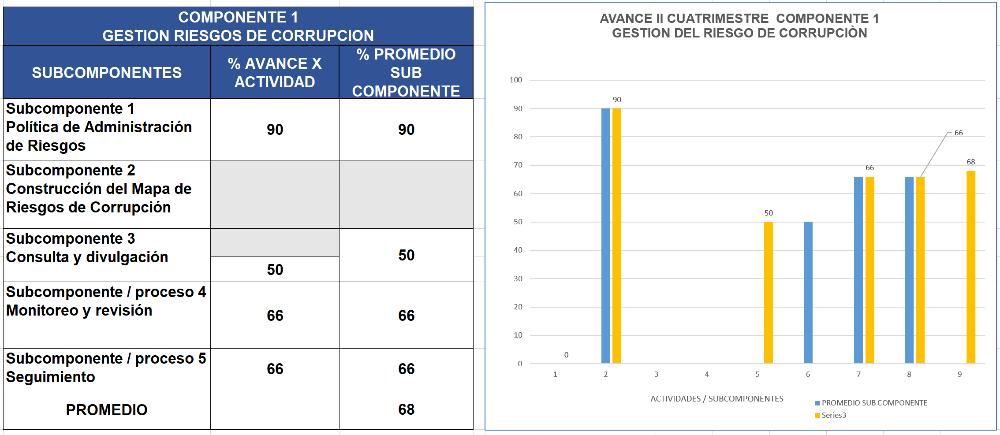 COMPONENTE 1
GESTION RIESGOS DE CORRUPCION
SUBCOMPONENTES
% AVANCE X
ACTIVIDAD
% PROMEDIO
SUB
COMPONENTE
Subcomponente 1
Política de Administración
de Riesgos
90
90
Subcomponente 2
Construcción del Mapa de
Riesgos de Corrupción
Subcomponente 3
Consulta y divulgación
50
50
Subcomponente / proceso 4
Monitoreo y revisión
66
66
Subcomponente / proceso 5
Seguimiento
66
66
PROMEDIO
68
AVANCE II CUATRIMESTRE  COMPONENTE 1
GESTION DEL RIESGO DE CORRUPCIÒN
100
90
80
70
60
50
40
30
20
10
0
0
90
50
66
66
68
1 2 3 4 5 6 7 8 9
ACTIVIDADES / SUBCOMPONENTES
PROMEDIO SUB COMPONENTE
Series3